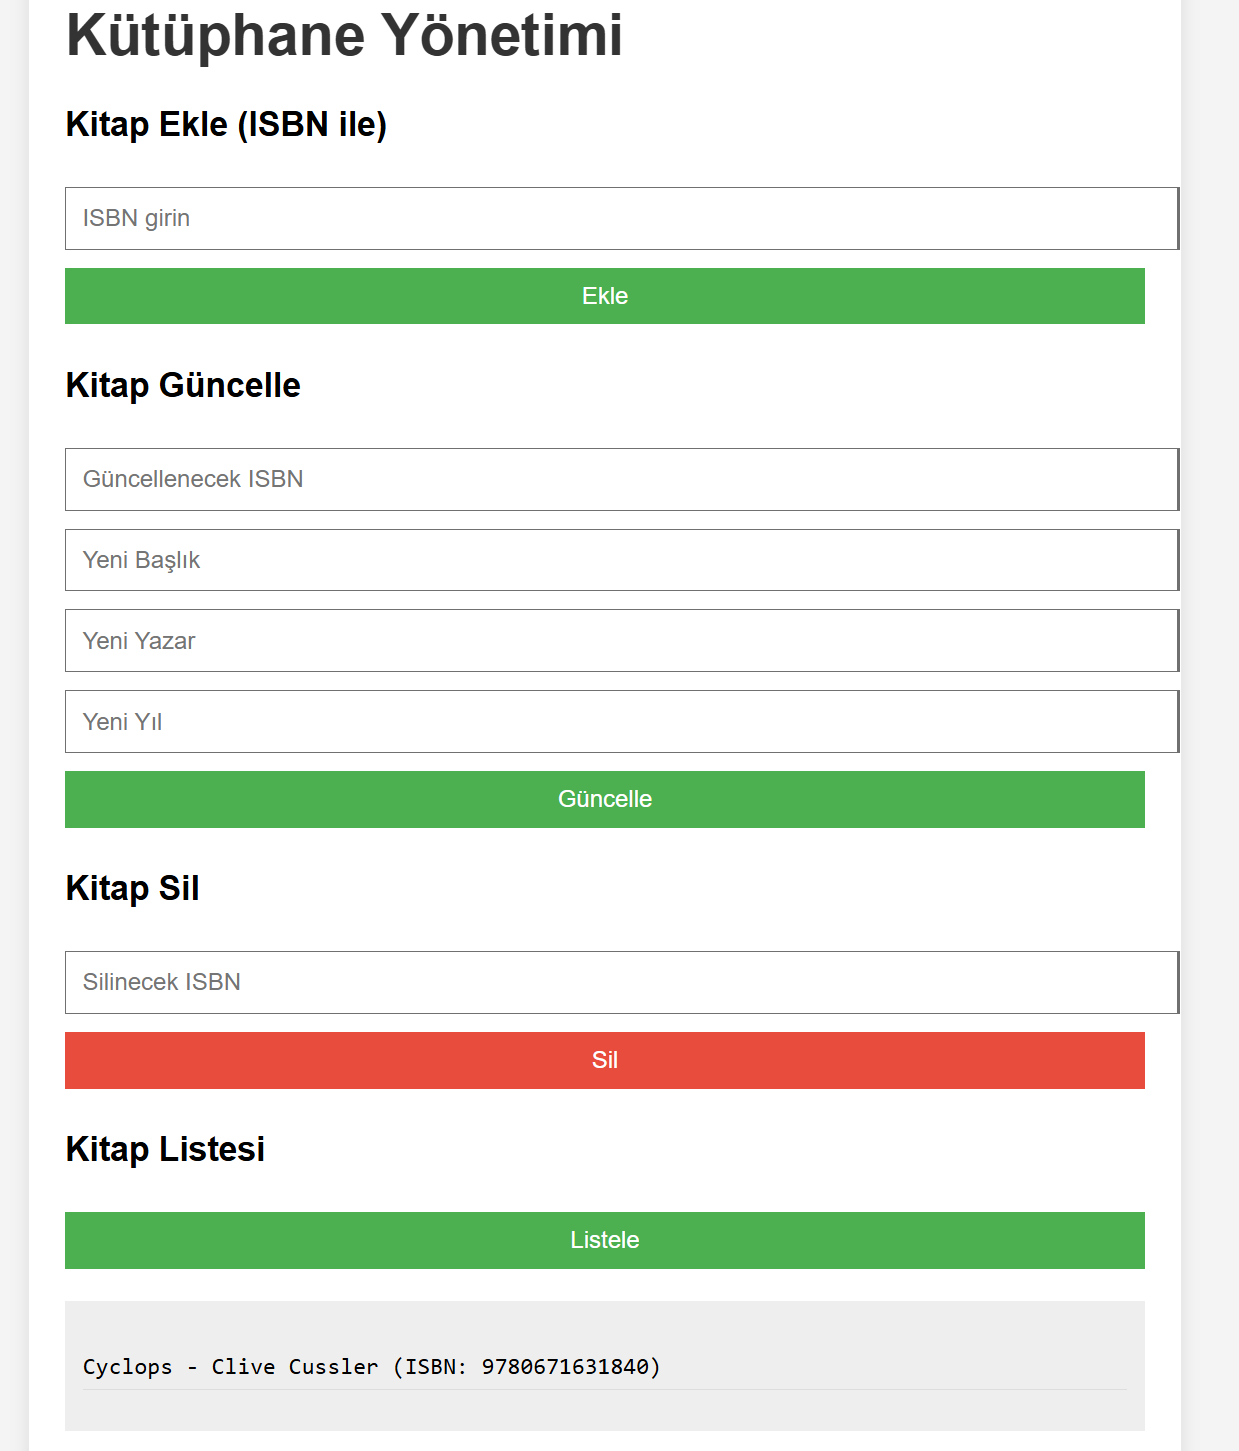 Kütüphane Yönetimi
Kitap Ekle (ISBN ile)
ISBN girin
Ekle
Kitap Güncelle
Güncellenecek ISBN
Yeni Başlık
Yeni Yazar
Yeni Yıl
Güncelle
Kitap Sil
Silinecek ISBN
Sil
Kitap Listesi
Listele
Cyclops - Clive Cussler (ISBN: 9780671631840)